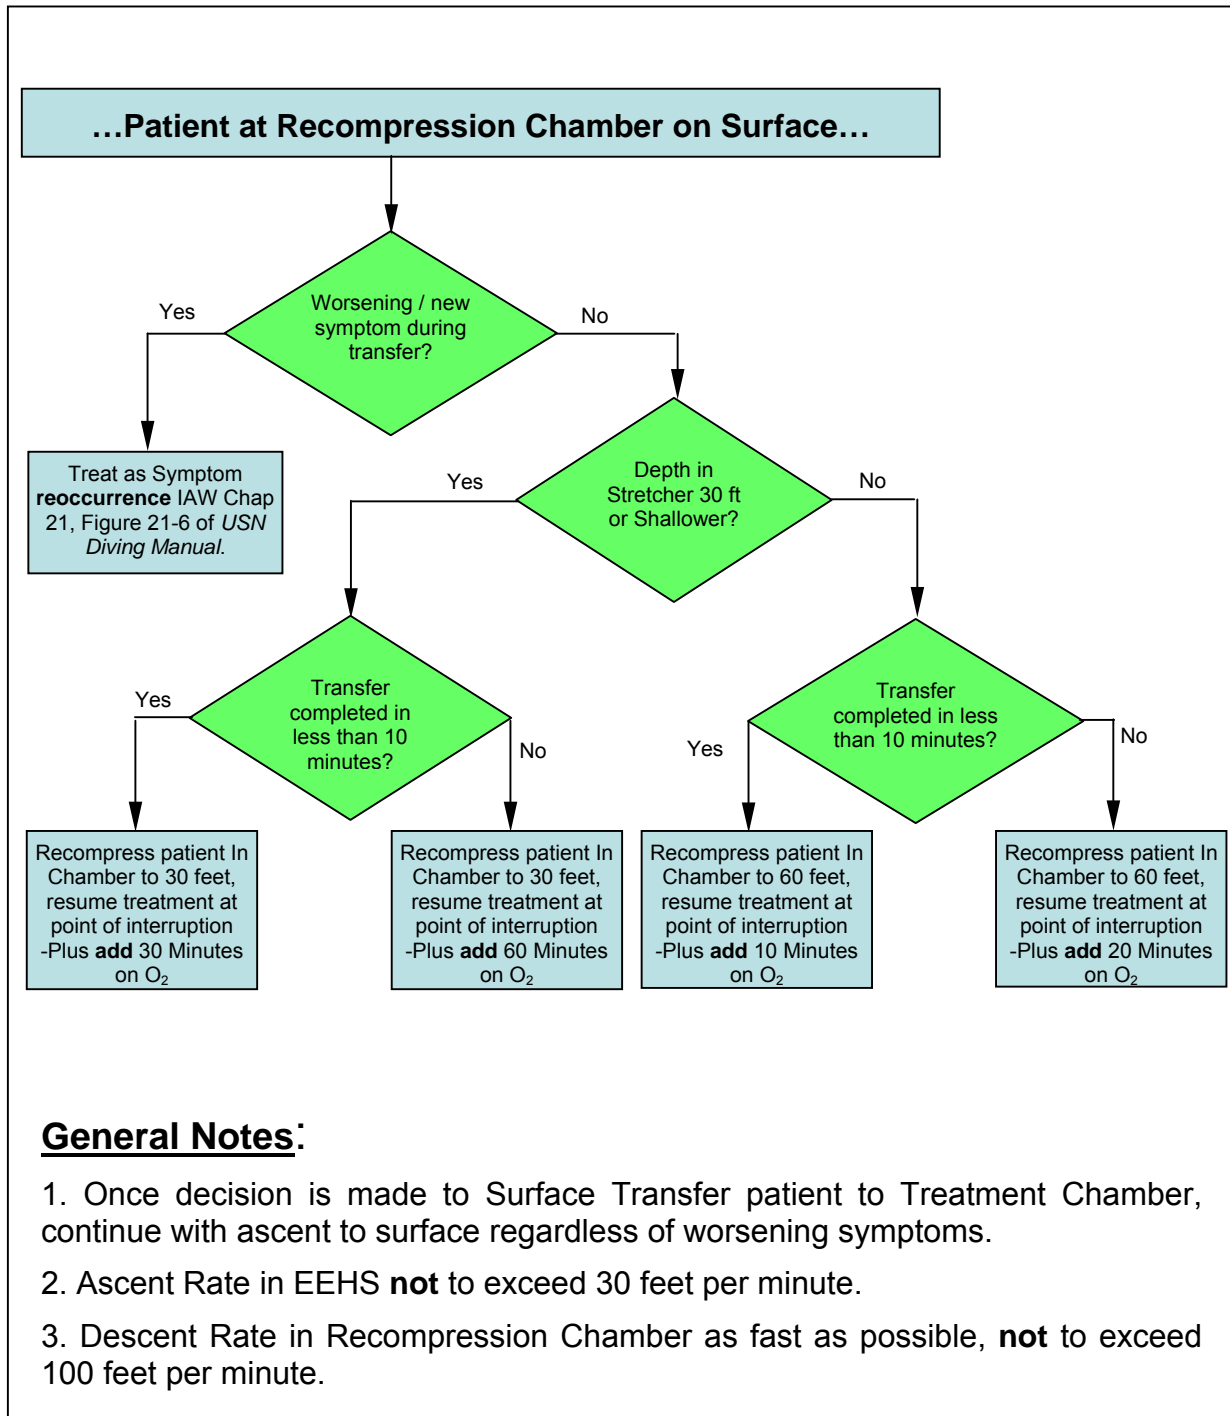 …Patient at Recompression Chamber on Surface…
Worsening / new
symptom during
transfer?
Yes
No
Treat as Symptom
reoccurrence IAW Chap
21, Figure 21-6 of USN
Diving Manual.
Depth in
Stretcher 30 ft
or Shallower?
Yes
No
Transfer
completed in
less than 10
minutes?
Yes
No
Transfer
completed in less
than 10 minutes?
Yes
No
Recompress patient In
Chamber to 30 feet,
resume treatment at
point of interruption
-Plus add 30 Minutes
on O₂
Recompress patient In
Chamber to 30 feet,
resume treatment at
point of interruption
-Plus add 60 Minutes
on O₂
Recompress patient In
Chamber to 60 feet,
resume treatment at
point of interruption
-Plus add 10 Minutes
on O₂
Recompress patient In
Chamber to 60 feet,
resume treatment at
point of interruption
-Plus add 20 Minutes
on O₂
General Notes:
1. Once decision is made to Surface Transfer patient to Treatment Chamber,
continue with ascent to surface regardless of worsening symptoms.
2. Ascent Rate in EEHS not to exceed 30 feet per minute.
3. Descent Rate in Recompression Chamber as fast as possible, not to exceed
100 feet per minute.